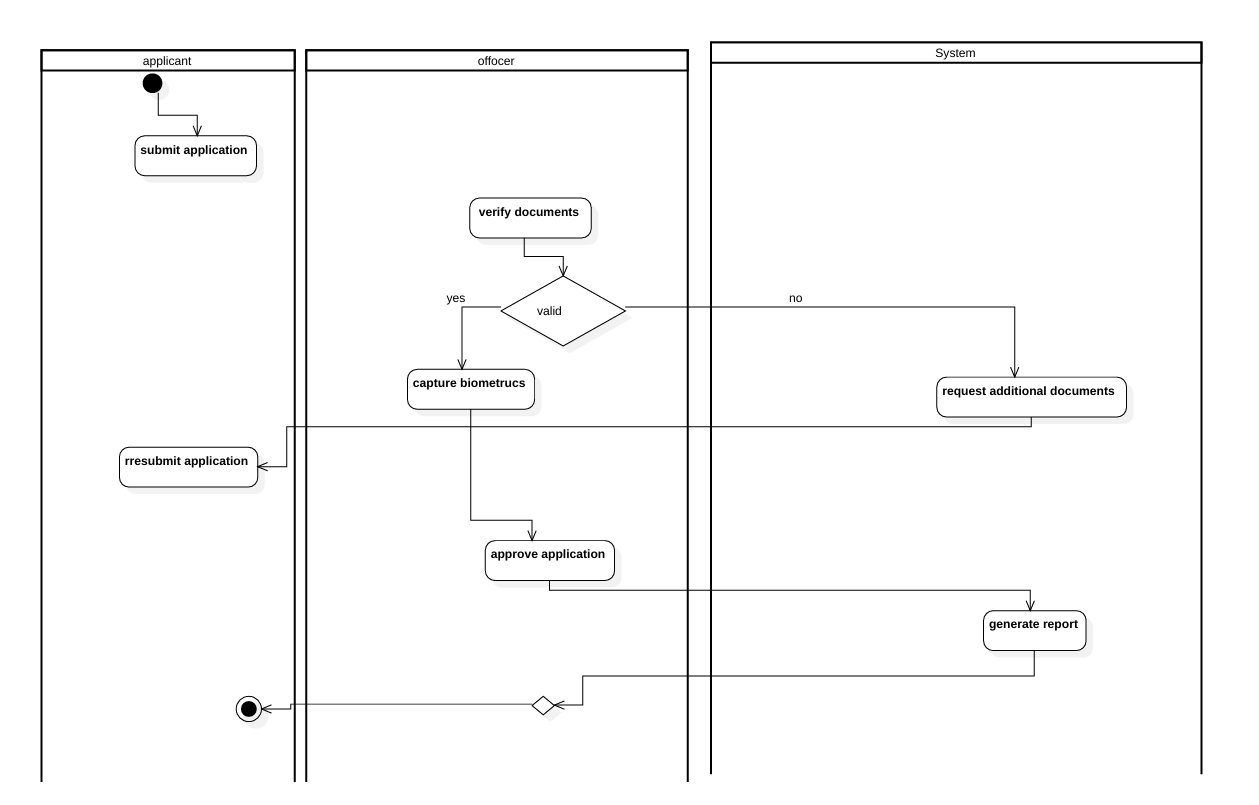 applicant
offocer
System
submit application
verify documents
yes
valid
no
capture biometrucs
request additional documents
rresubmit application
approve application
generate report